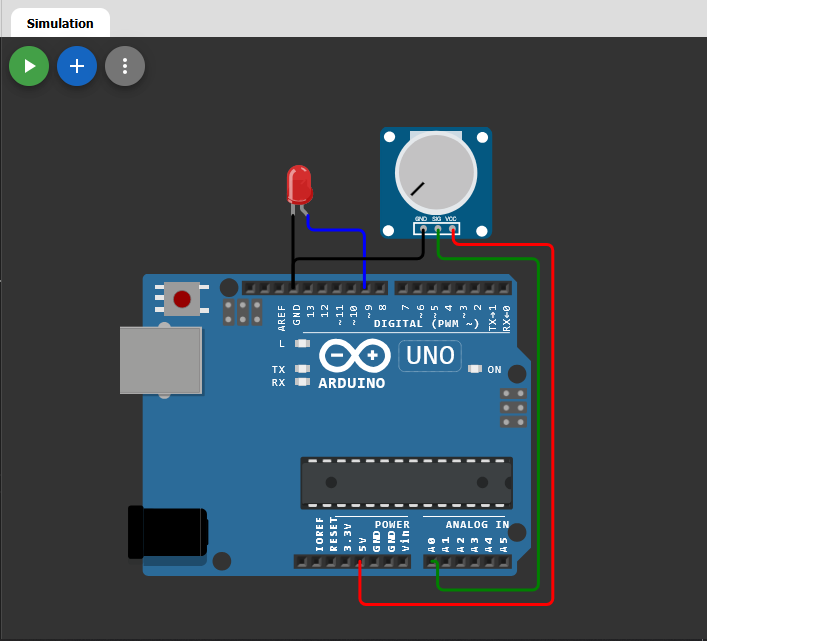 Simulation
GND SIG VCC
AREF
GND
13
12
~11
~10
~9
8
7
~6
~5
4
~3
2
TX→1
RX←0
DIGITAL (PWM ~)
L
UNO
TX
RX
ARDUINO
ON
POWER
ANALOG IN
IOREF
RESET
3.3V
5V
GND
GND
Vin
A0
A1
A2
A3
A4
A5